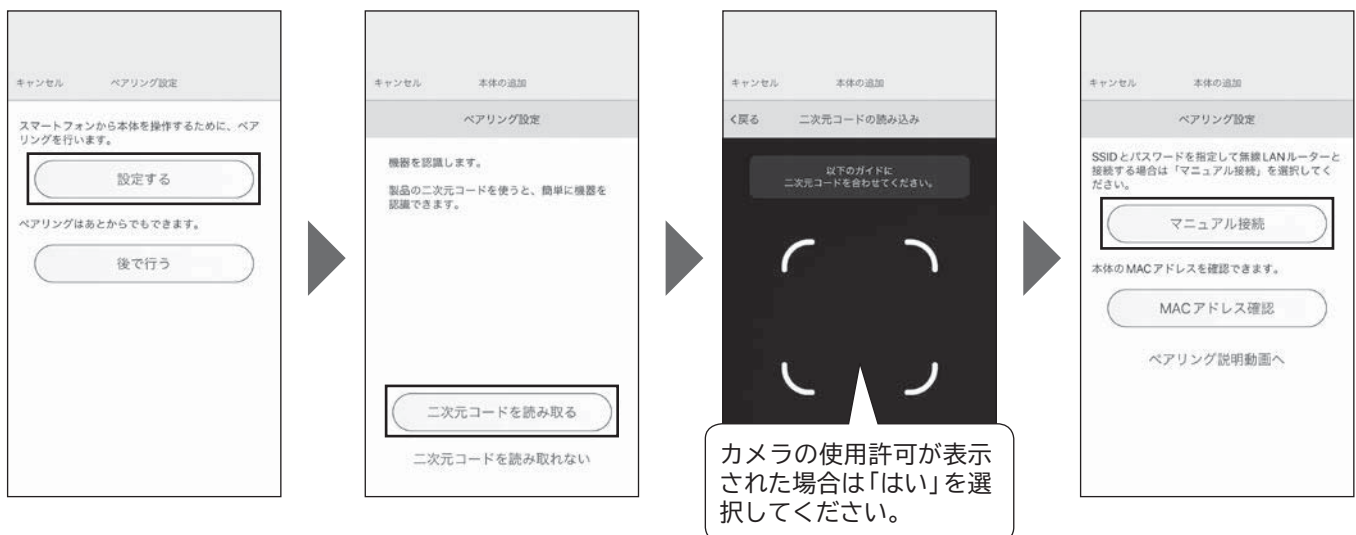 キャンセル ペアリング設定
スマートフォンから本体を操作するために、ペア
リングを行います。
設定する
ペアリングはあとからでもできます。
後で行う
キャンセル 本体の追加
ペアリング設定
機器を認識します。
製品の二次元コードを使うと、簡単に機器を
認識できます。
二次元コードを読み取る
二次元コードを読み取れない
キャンセル 本体の追加
<戻る 二次元コードの読み込み
以下のガイドに
二次元コードを合わせてください。
カメラの使用許可が表示
された場合は「はい」を選
択してください。
キャンセル 本体の追加
ペアリング設定
SSIDとパスワードを指定して無線LANルーターと
接続する場合は「マニュアル接続」を選択してく
ださい。
マニュアル接続
本体のMACアドレスを確認できます。
MACアドレス確認
ペアリング説明動画へ